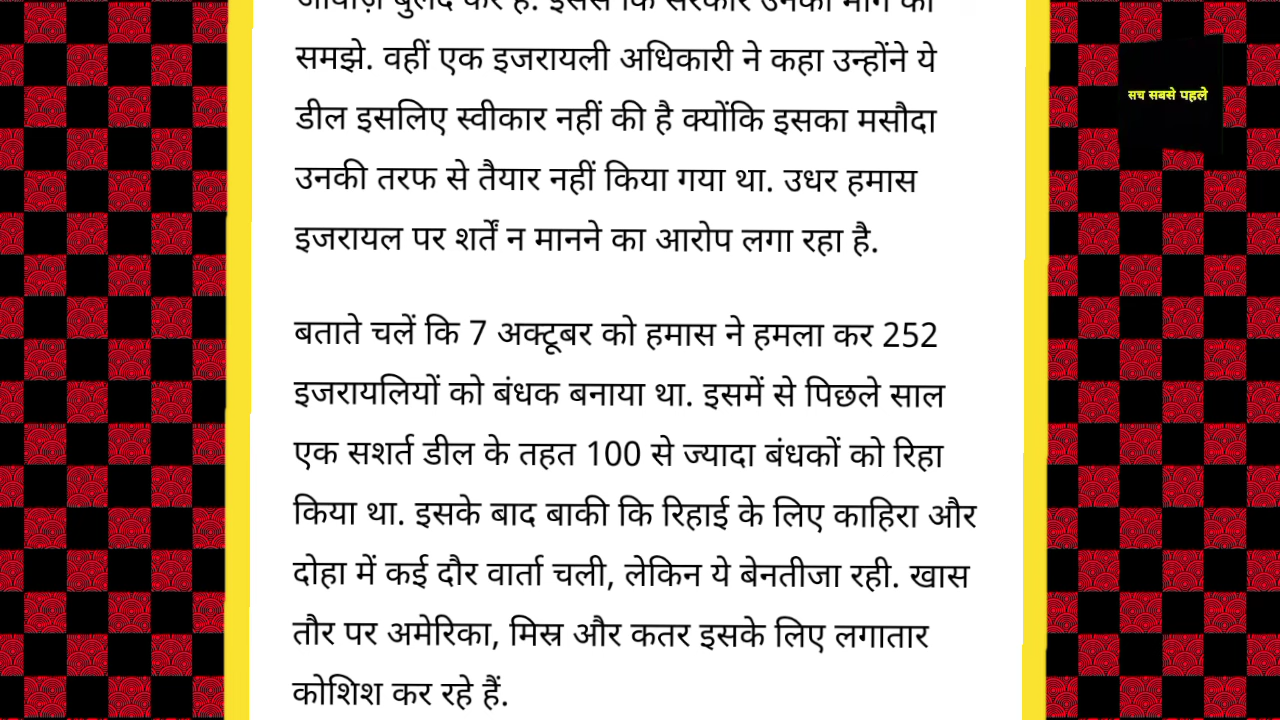 समझे. वहीं एक इजरायली अधिकारी ने कहा उन्होंने ये
डील इसलिए स्वीकार नहीं की है क्योंकि इसका मसौदा
उनकी तरफ से तैयार नहीं किया गया था. उधर हमास
इजरायल पर शर्तें न मानने का आरोप लगा रहा है.
बताते चलें कि 7 अक्टूबर को हमास ने हमला कर 252
इजरायलियों को बंधक बनाया था. इसमें से पिछले साल
एक सशर्त डील के तहत 100 से ज्यादा बंधकों को रिहा
किया था. इसके बाद बाकी कि रिहाई के लिए काहिरा और
दोहा में कई दौर वार्ता चली, लेकिन ये बेनतीजा रही. खास
तौर पर अमेरिका, मिस्र और कतर इसके लिए लगातार
कोशिश कर रहे हैं.
सच सबसे पहले